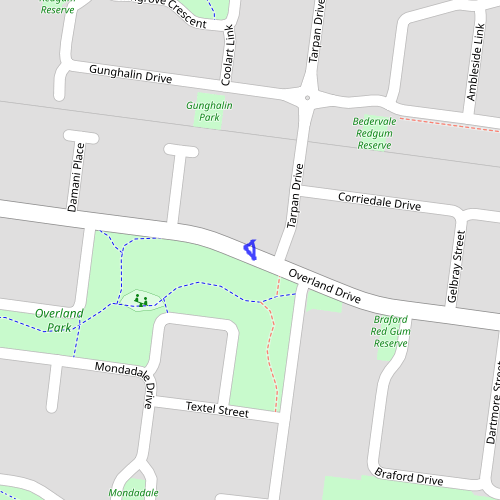 Reserve
grove Crescent
Coolart Link
Tarpan Drive
Ambleside Link
Gunghalin Drive
Gunghalin
Park
Bedervale
Redgum
Reserve
Damani Place
Tarpan Drive
Corriedale Drive
Gelbray Street
Overland Drive
Overland
Park
Braford
Red Gum
Reserve
Mondadale Drive
Textel Street
Dartmore Street
Braford Drive
Mondadale